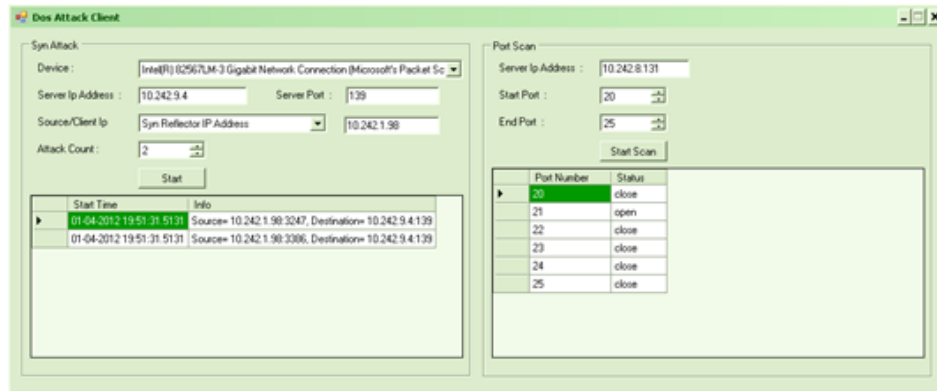 Dos Attack Client
Syn Attack
Device :
Intel(R) 82567LM-3 Gigabit Network Connection (Microsoft's Packet Sc
Server Ip Address :
10.242.9.4
Server Port :
139
Source/Client Ip
Syn Reflector IP Address
10.242.1.98
Attack Count :
2
Start
Start Time Info
01-04-2012 19:51:31.5131 Source= 10.242.1.98:3247, Destination= 10.242.9.4:139
01-04-2012 19:51:31.5131 Source= 10.242.1.98:3386, Destination= 10.242.9.4:139
Port Scan
Server Ip Address :
10.242.8.131
Start Port :
20
End Port :
25
Start Scan
Port Number Status
20 close
21 open
22 close
23 close
24 close
25 close